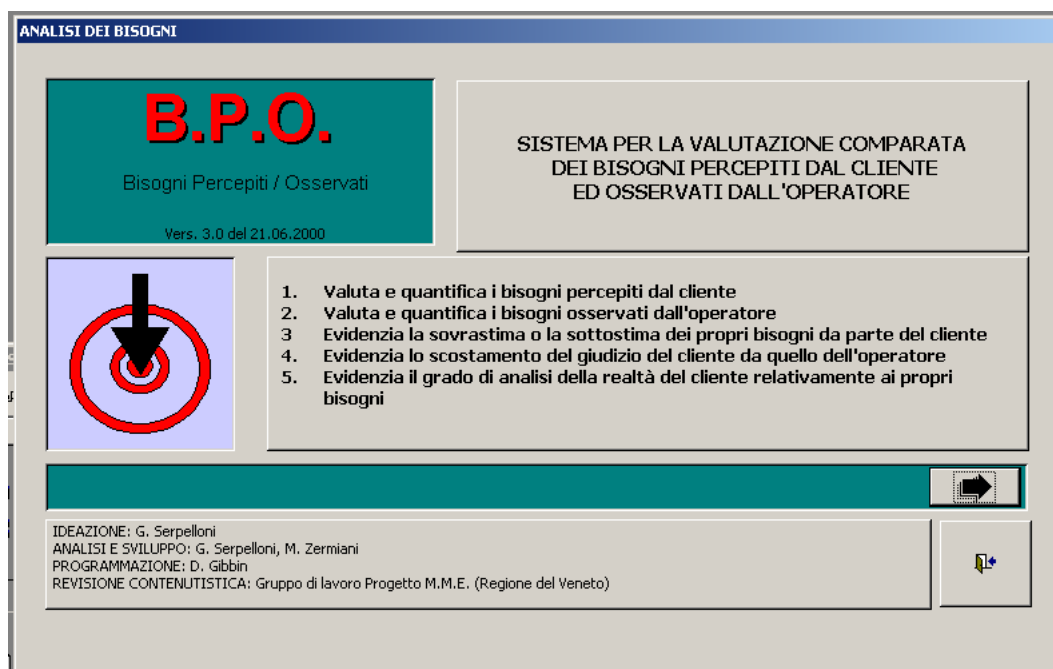 ANALISI DEI BISOGNI
B.P.O.
Bisogni Percepiti / Osservati
Vers. 3.0 del 21.06.2000
SISTEMA PER LA VALUTAZIONE COMPARATA
DEI BISOGNI PERCEPITI DAL CLIENTE
ED OSSERVATI DALL'OPERATORE
1. Valuta e quantifica i bisogni percepiti dal cliente
2. Valuta e quantifica i bisogni osservati dall'operatore
3 Evidenzia la sovrastima o la sottostima dei propri bisogni da parte del cliente
4. Evidenzia lo scostamento del giudizio del cliente da quello dell'operatore
5. Evidenzia il grado di analisi della realtà del cliente relativamente ai propri
bisogni
IDEAZIONE: G. Serpelloni
ANALISI E SVILUPPO: G. Serpelloni, M. Zermiani
PROGRAMMAZIONE: D. Gibbin
REVISIONE CONTENUTISTICA: Gruppo di lavoro Progetto M.M.E. (Regione del Veneto)